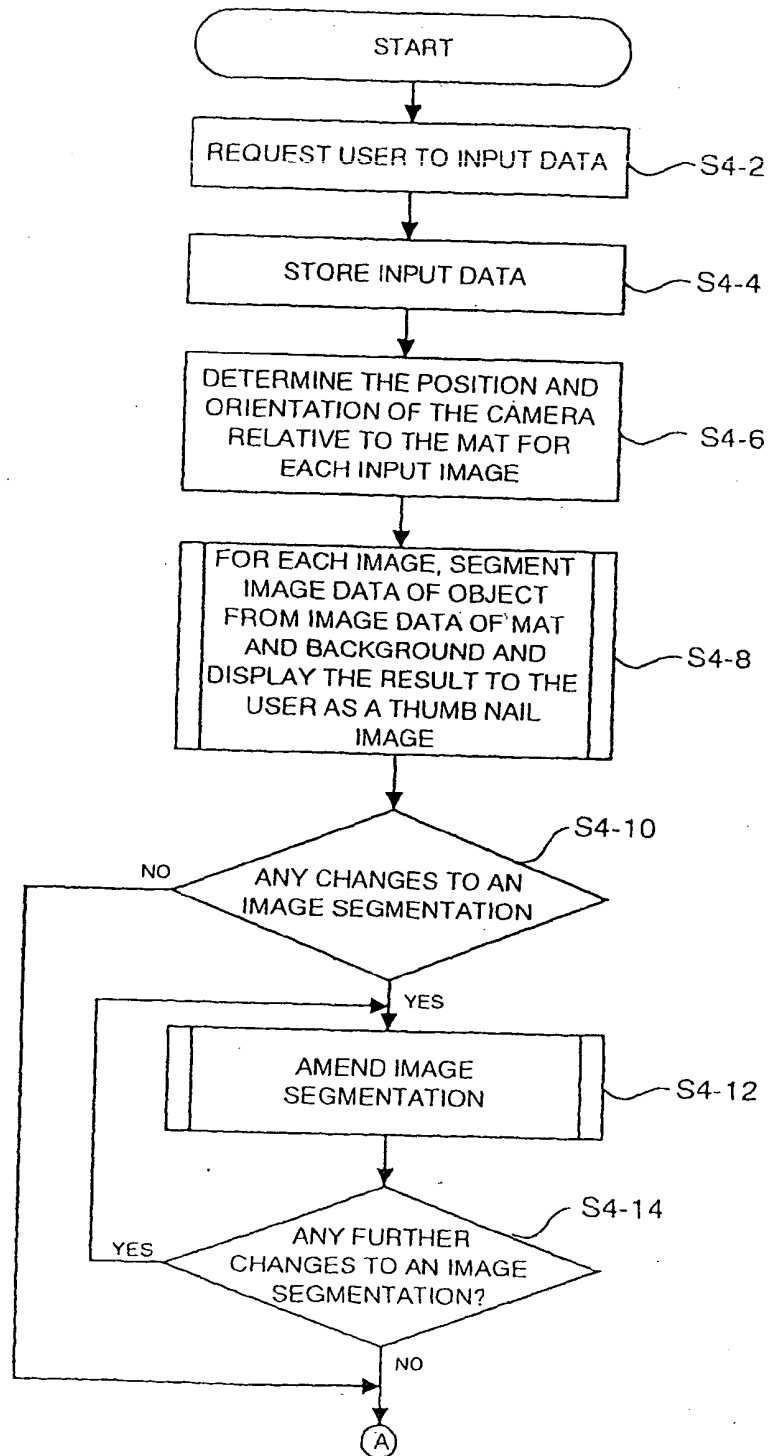 START
REQUEST USER TO INPUT DATA
S4-2
STORE INPUT DATA
S4-4
DETERMINE THE POSITION AND
ORIENTATION OF THE CAMERA
RELATIVE TO THE MAT FOR
EACH INPUT IMAGE
S4-6
FOR EACH IMAGE, SEGMENT
IMAGE DATA OF OBJECT
FROM IMAGE DATA OF MAT
AND BACKGROUND AND
DISPLAY THE RESULT TO THE
USER AS A THUMB NAIL
IMAGE
S4-8
S4-10
NO
ANY CHANGES TO AN
IMAGE SEGMENTATION
YES
AMEND IMAGE
SEGMENTATION
S4-12
S4-14
YES
ANY FURTHER
CHANGES TO AN IMAGE
SEGMENTATION?
NO
A